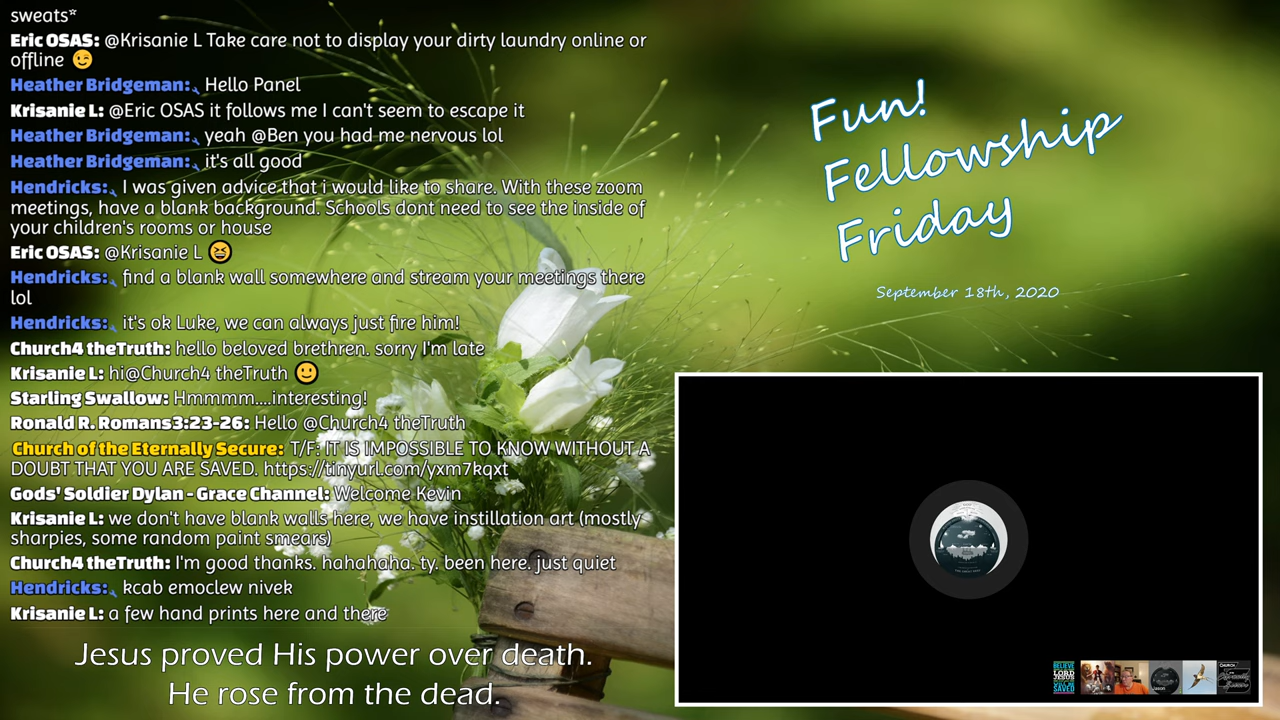 sweats*
Eric OSAS: @Krisanie L Take care not to display your dirty laundry online or
offline 😉
Heather Bridgeman: Hello Panel
Krisanie L: @Eric OSAS it follows me I can't seem to escape it
Heather Bridgeman: yeah @Ben you had me nervous lol
Heather Bridgeman: it's all good
Hendricks: I was given advice that i would like to share. With these zoom
meetings, have a blank background. Schools dont need to see the inside of
your children's rooms or house
Eric OSAS: @Krisanie L 😆
Hendricks: find a blank wall somewhere and stream your meetings there
lol
Hendricks: it's ok Luke, we can always just fire him!
Church4 theTruth: hello beloved brethren. sorry I'm late
Krisanie L: hi@Church4 theTruth 🙂
Starling Swallow: Hmmmm....interesting!
Ronald R. Romans3:23-26: Hello @Church4 theTruth
Church of the Eternally Secure: T/F: IT IS IMPOSSIBLE TO KNOW WITHOUT A
DOUBT THAT YOU ARE SAVED. https://tinyurl.com/yxm7kqxt
Gods' Soldier Dylan - Grace Channel: Welcome Kevin
Krisanie L: we don't have blank walls here, we have instillation art (mostly
sharpies, some random paint smears)
Church4 theTruth: I'm good thanks. hahahaha. ty. been here. just quiet
Hendricks: kcab emoclew nivek
Krisanie L: a few hand prints here and there
Jesus proved His power over death.
He rose from the dead.
Fun!
Fellowship
Friday
September 18th, 2020
BELIEVE
LORD
JESUS
SAVED
Jason
CHURCH